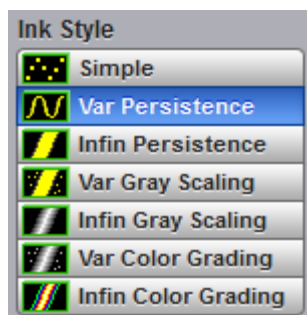 Ink Style
Simple
Var Persistence
Infin Persistence
Var Gray Scaling
Infin Gray Scaling
Var Color Grading
Infin Color Grading